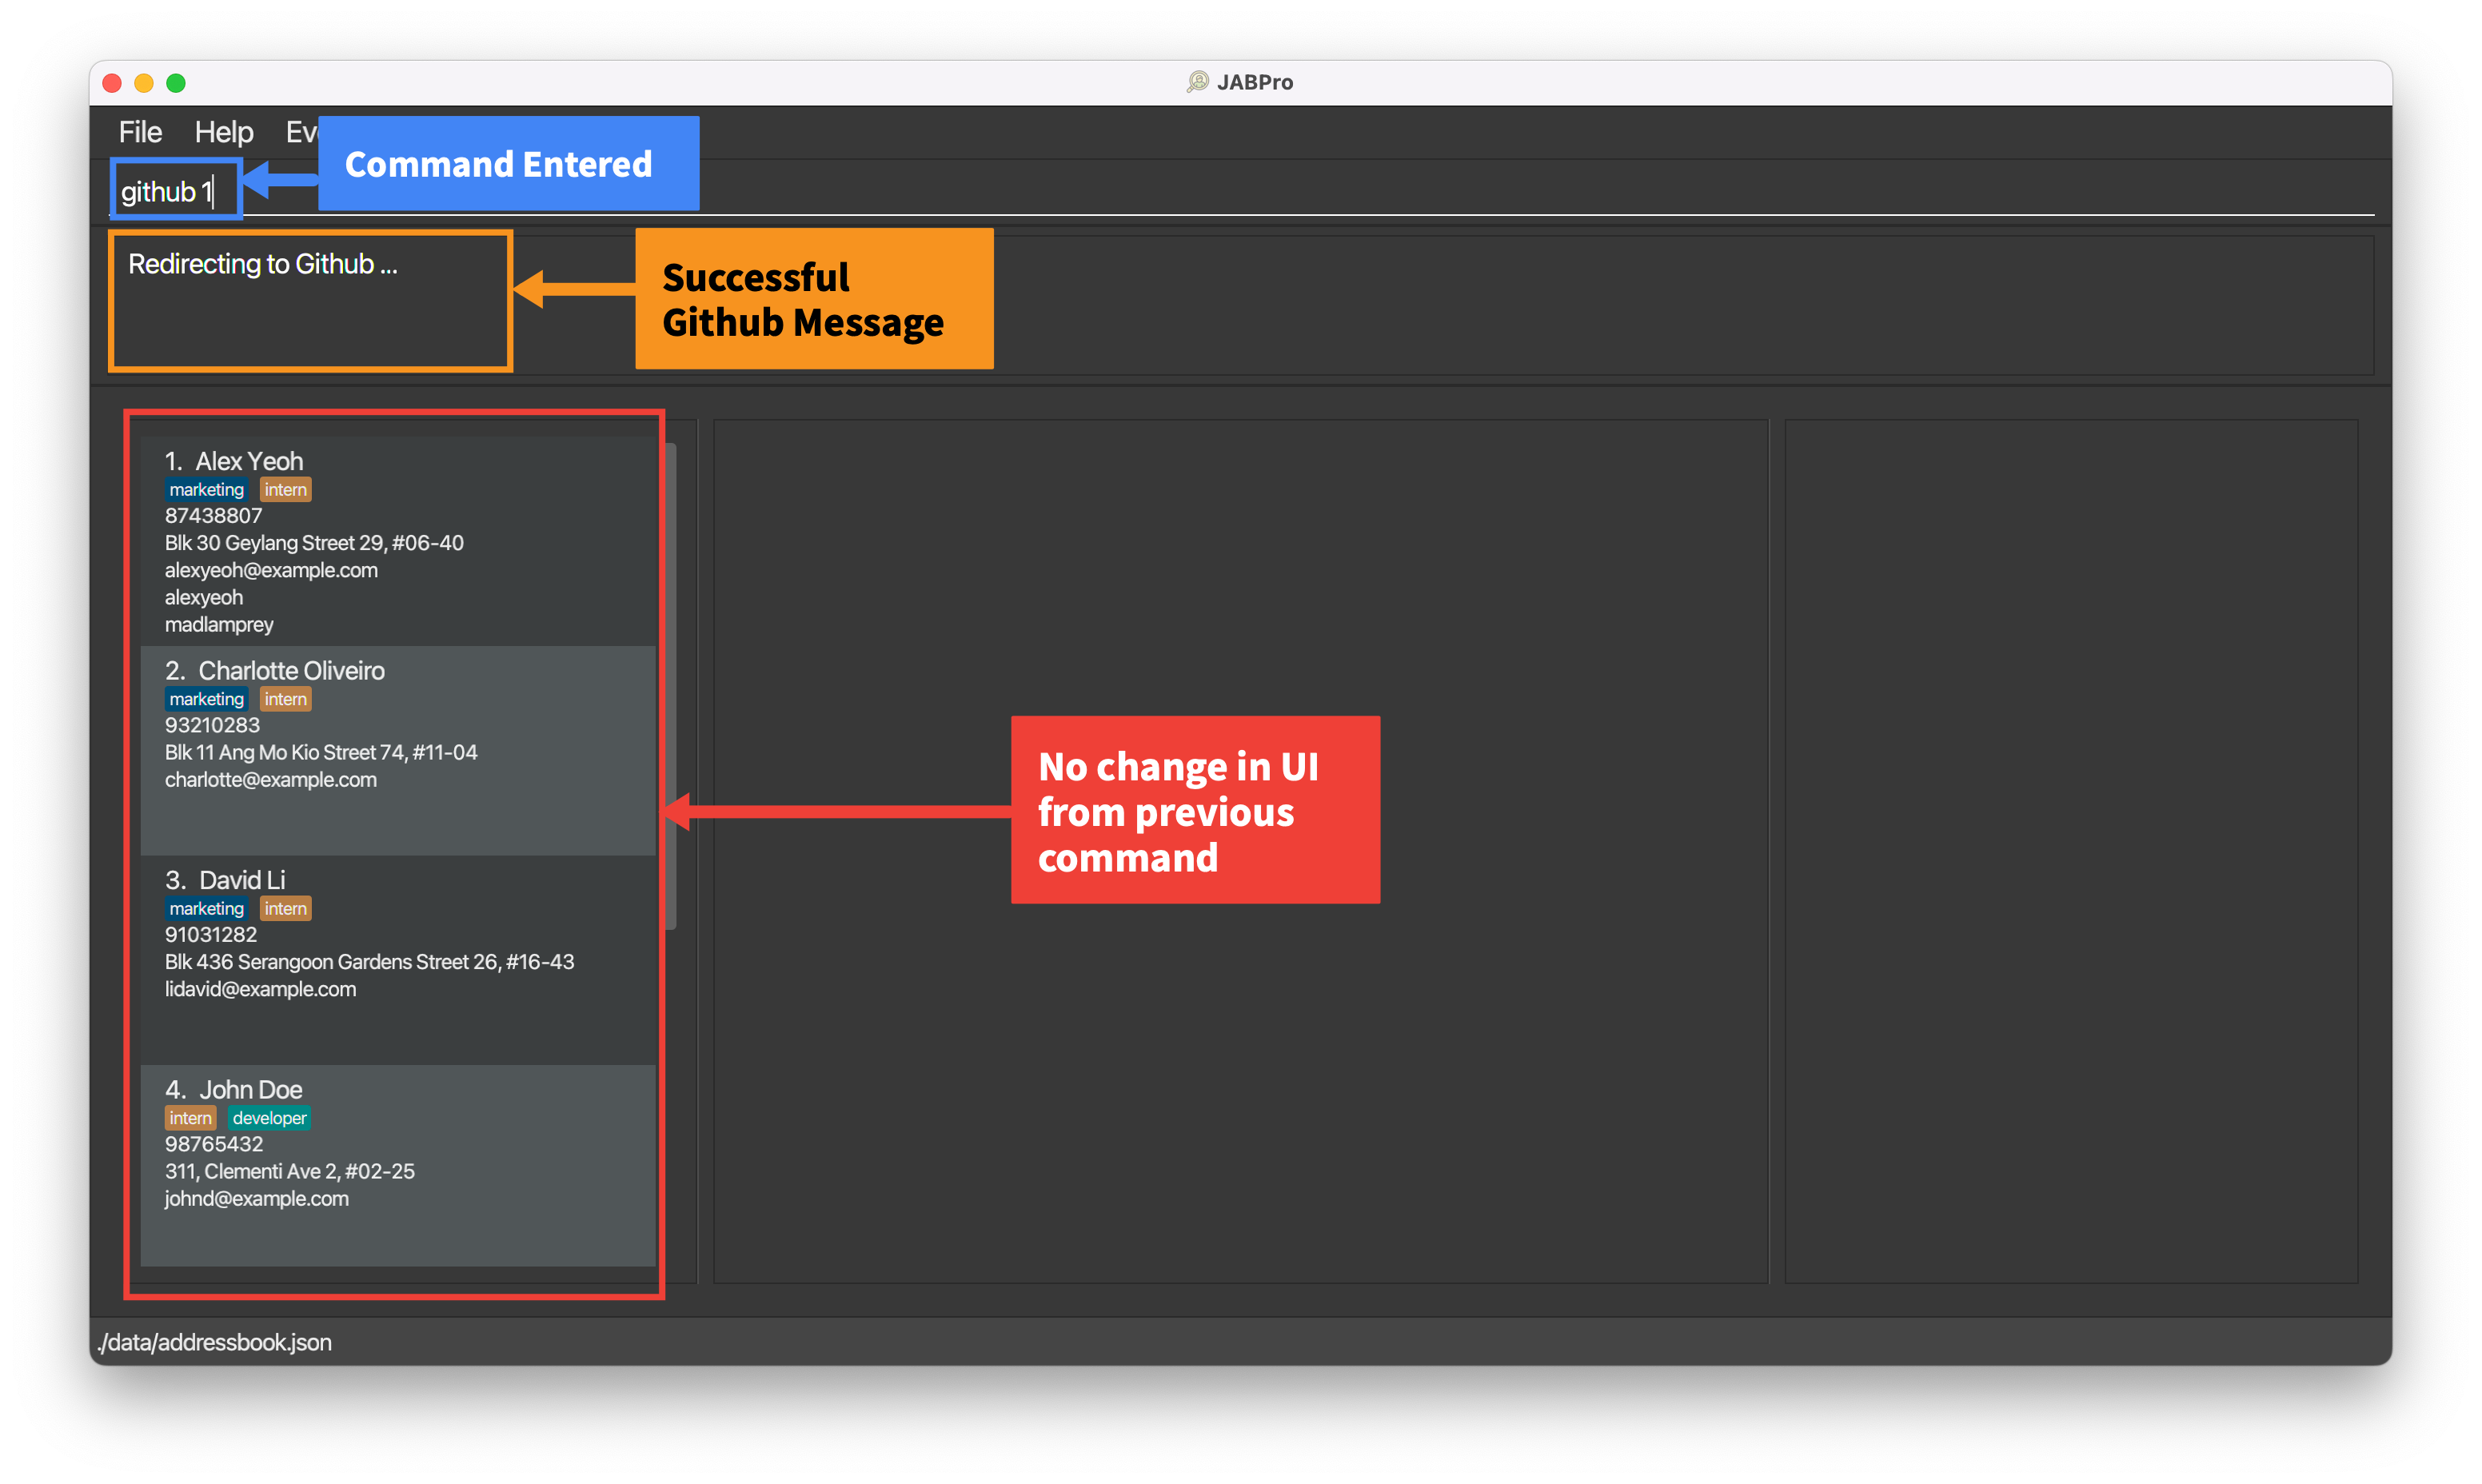 JABPro
File Help Ev
Command Entered
github 1
Redirecting to Github ...
Successful
Github Message
1. Alex Yeoh
marketing intern
87438807
Blk 30 Geylang Street 29, #06-40
alexyeoh@example.com
alexyeoh
madlamprey
2. Charlotte Oliveiro
marketing intern
93210283
Blk 11 Ang Mo Kio Street 74, #11-04
charlotte@example.com
3. David Li
marketing intern
91031282
Blk 436 Serangoon Gardens Street 26, #16-43
lidavid@example.com
4. John Doe
intern developer
98765432
311, Clementi Ave 2, #02-25
johnd@example.com
No change in UI
from previous
command
./data/addressbook.json